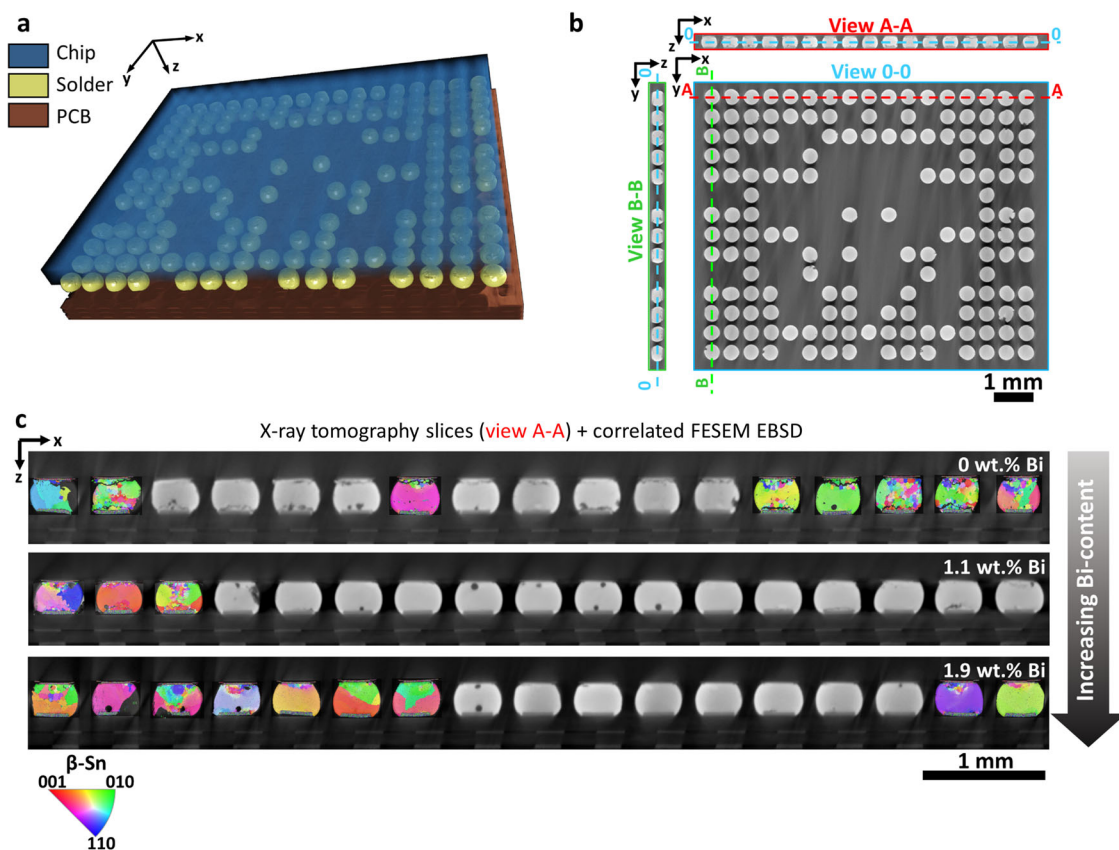 a
Chip
Solder
PCB
x
y
z
b
x
z
View A-A
0
0
z
y
x
y
B
View 0-0
0
A
A
View B-B
0
B
1 mm
c
X-ray tomography slices (view A-A) + correlated FESEM EBSD
x
z
0 wt.% Bi
1.1 wt.% Bi
1.9 wt.% Bi
Increasing Bi-content
1 mm
β-Sn
001
010
110